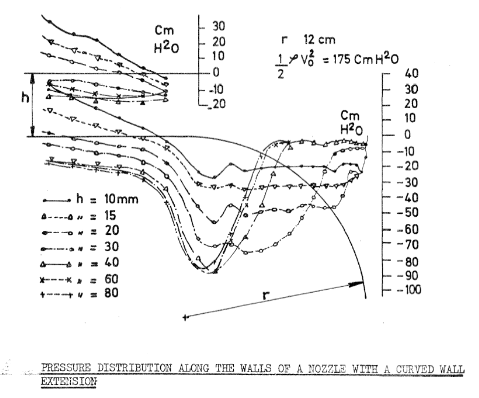 Cm
H²O
30
20
10
0
-10
-20
r 12 cm
1/2 ρ V₀² = 175 Cm H²O
h
Cm
H²O
40
30
20
10
0
-10
-20
-30
-40
-50
-60
-70
-80
-90
-100
h = 10mm
" = 15
" = 20
" = 30
" = 40
" = 60
" = 80
r
PRESSURE DISTRIBUTION ALONG THE WALLS OF A NOZZLE WITH A CURVED WALL
EXTENSION